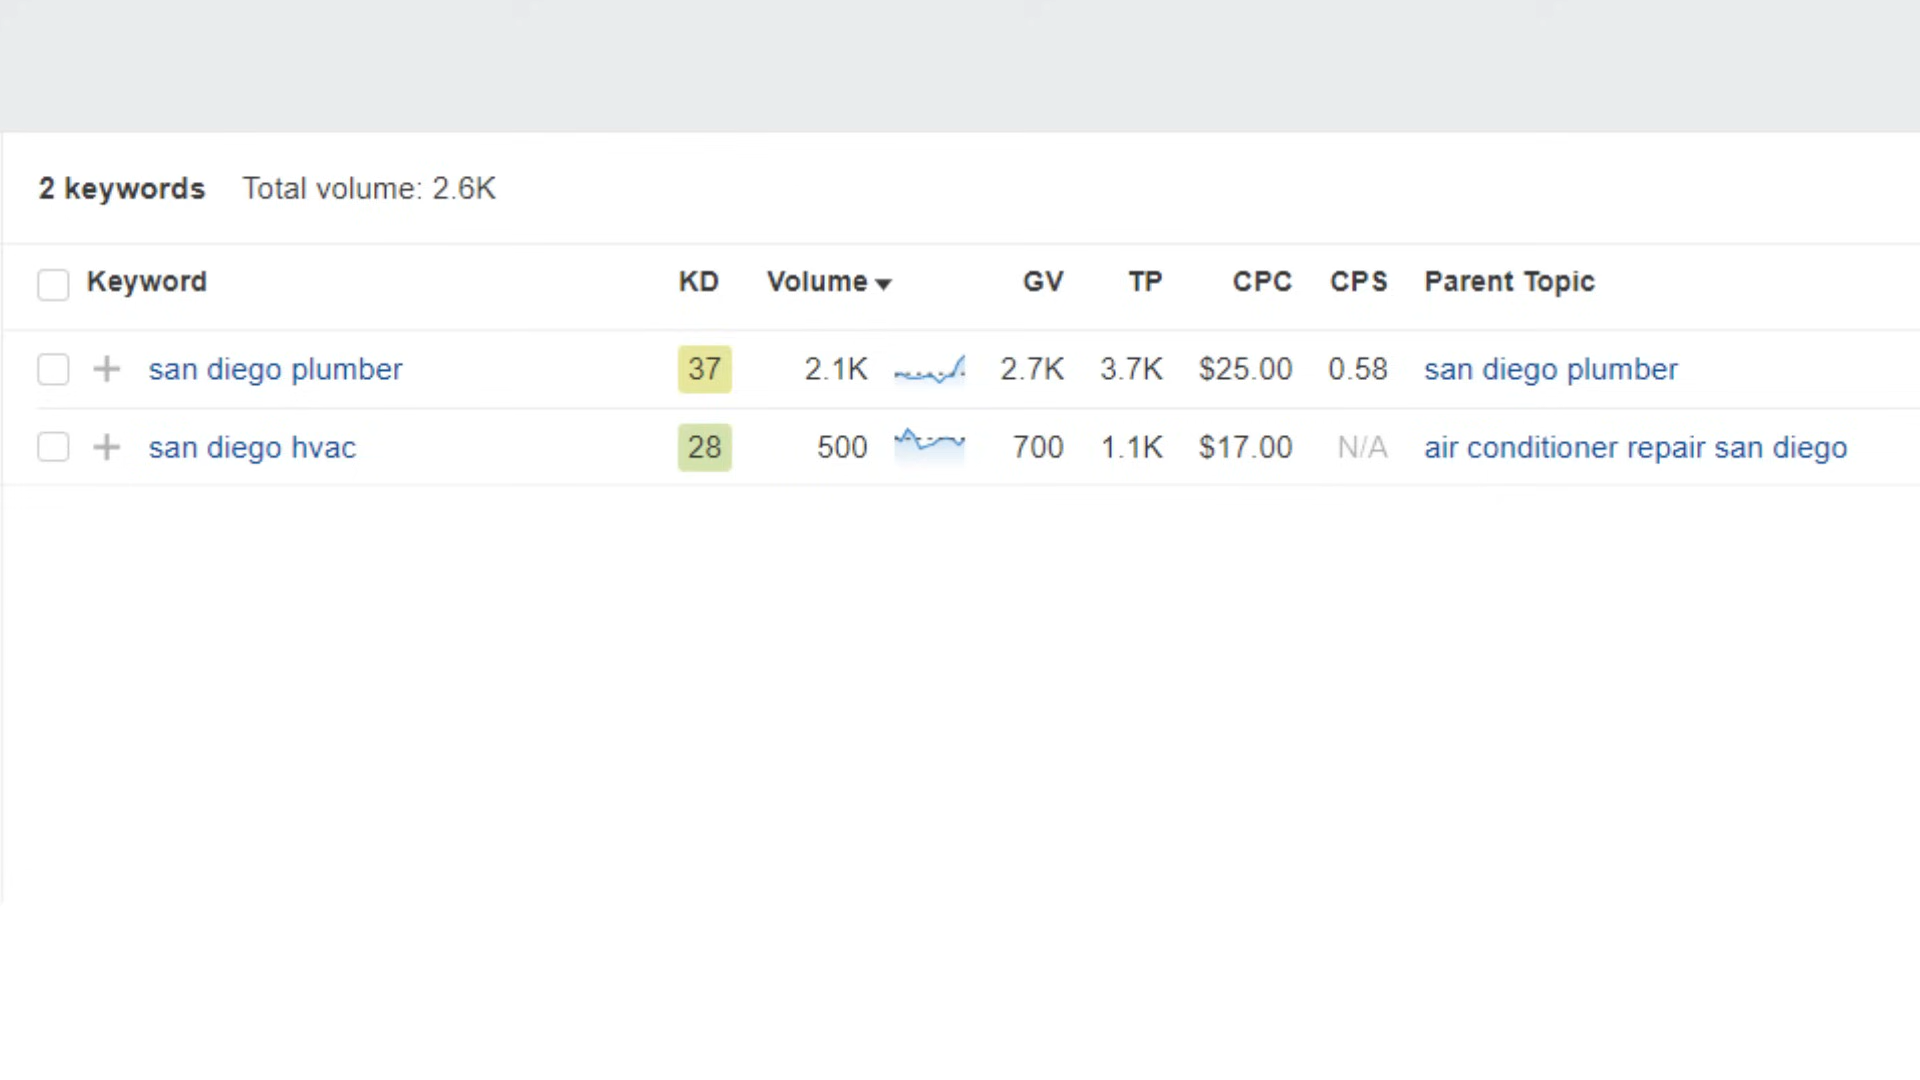 2 keywords Total volume: 2.6K
Keyword KD Volume GV TP CPC CPS Parent Topic
san diego plumber 37 2.1K 2.7K 3.7K $25.00 0.58 san diego plumber
san diego hvac 28 500 700 1.1K $17.00 N/A air conditioner repair san diego